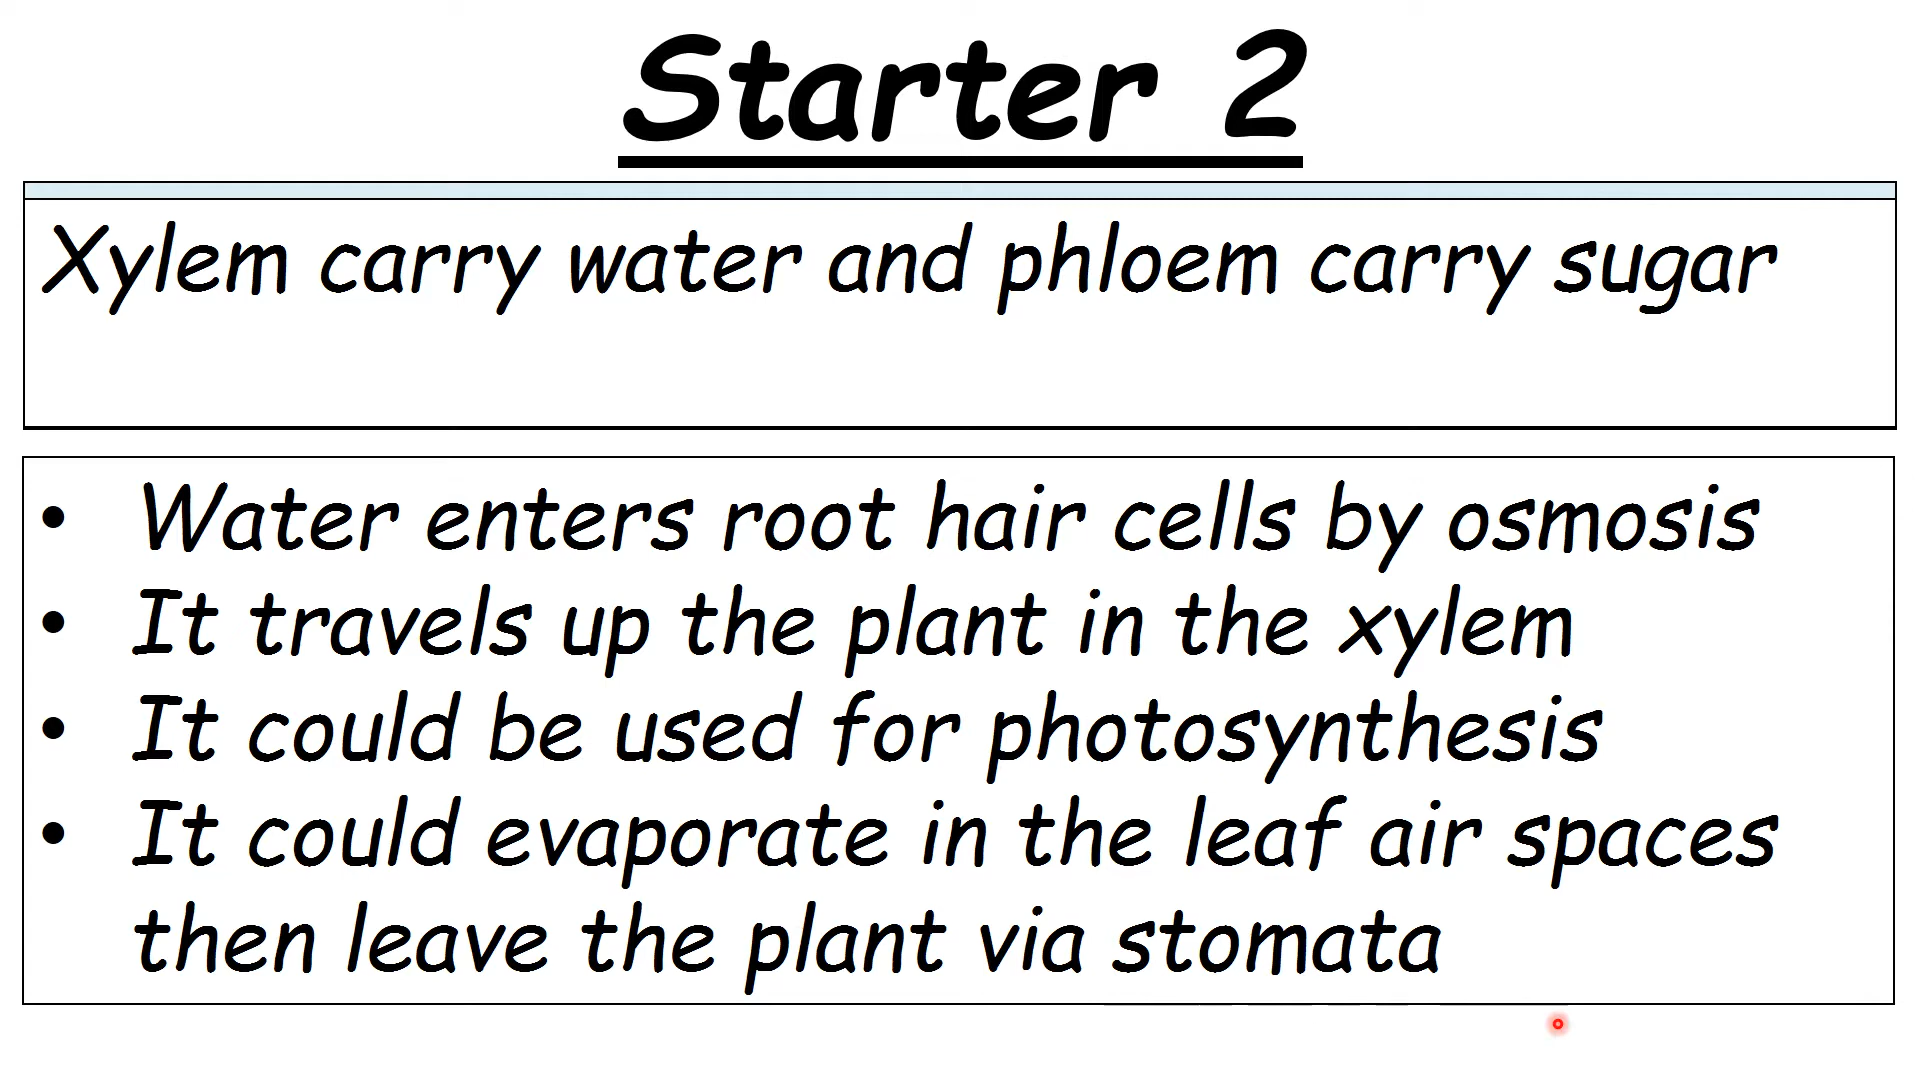 Starter 2
Xylem carry water and phloem carry sugar
• Water enters root hair cells by osmosis
• It travels up the plant in the xylem
• It could be used for photosynthesis
• It could evaporate in the leaf air spaces
then leave the plant via stomata